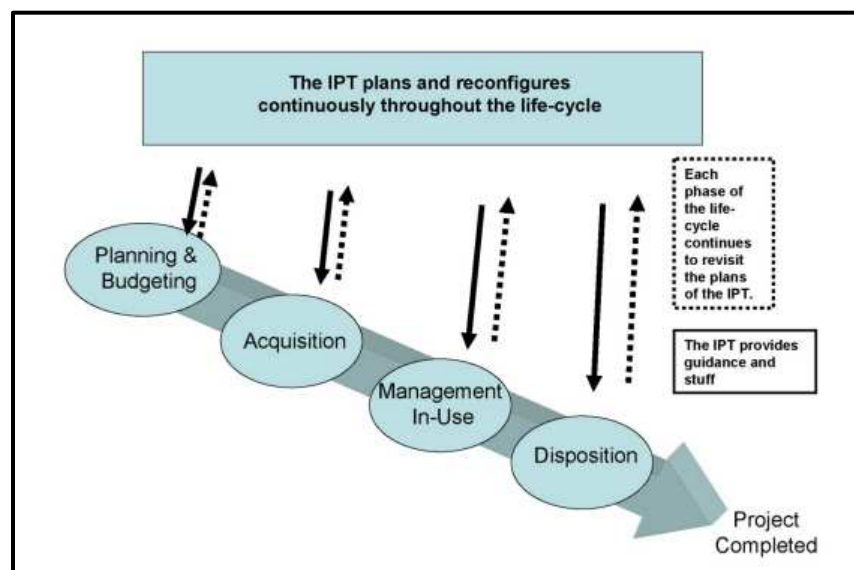 The IPT plans and reconfigures
continuously throughout the life-cycle
Each
phase of
the life-
cycle
continues
to revisit
the plans
of the IPT.
Planning &
Budgeting
Acquisition
The IPT provides
guidance and
stuff
Management
In-Use
Disposition
Project
Completed